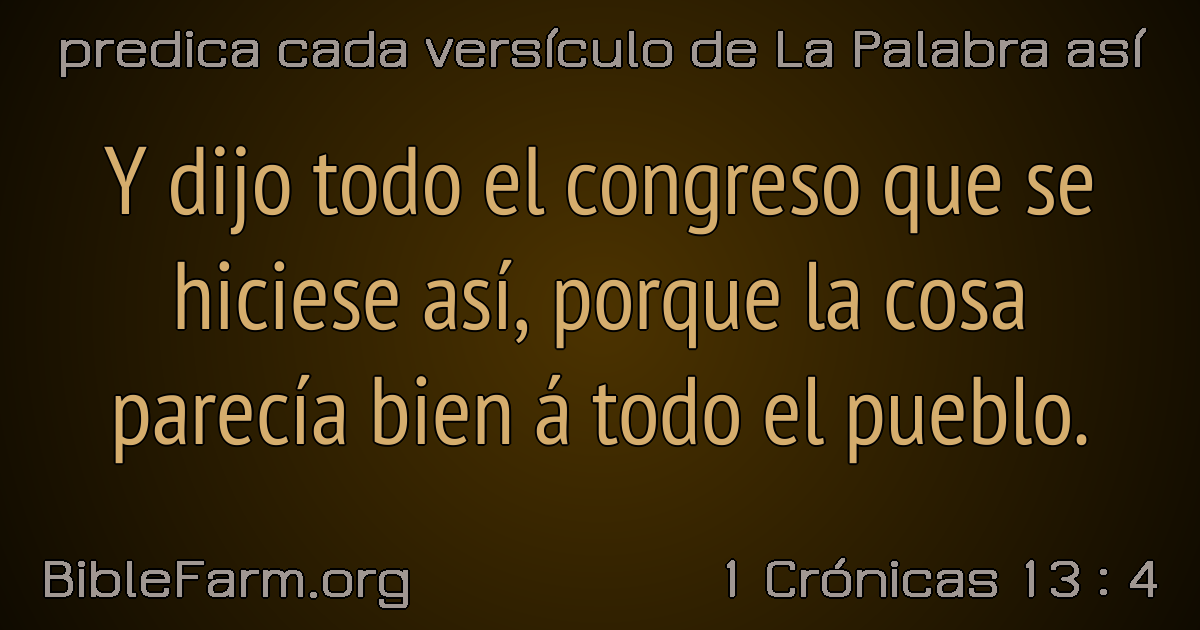 predica cada versículo de La Palabra así
Y dijo todo el congreso que se
hiciese así, porque la cosa
parecía bien á todo el pueblo.
BibleFarm.org
1 Crónicas 13 : 4